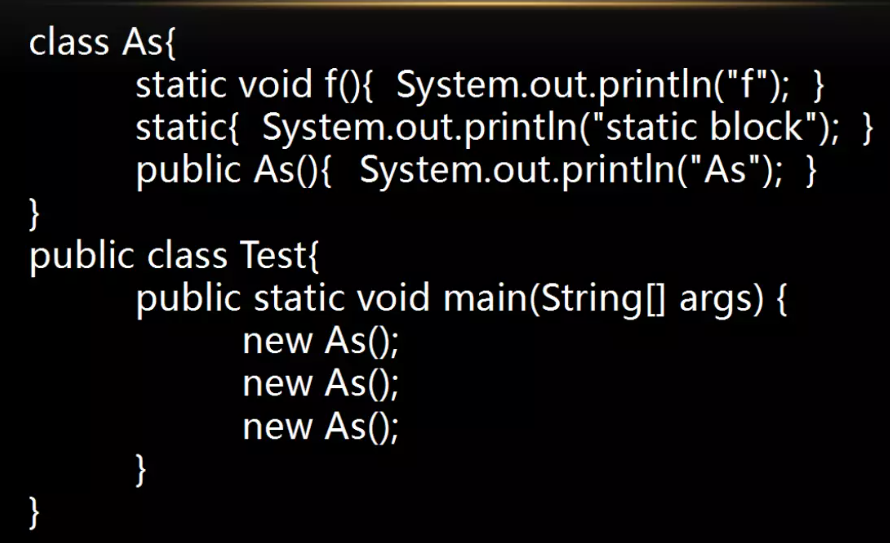 class As{
static void f(){  System.out.println("f");  }
static{  System.out.println("static block");  }
public As(){  System.out.println("As");  }
}
public class Test{
public static void main(String[] args) {
new As();
new As();
new As();
}
}